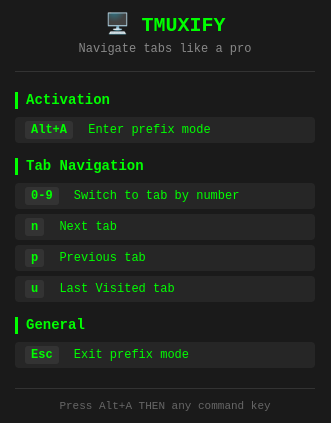 TMUXIFY
Navigate tabs like a pro
Activation
Alt+A Enter prefix mode
Tab Navigation
0-9 Switch to tab by number
n Next tab
p Previous tab
u Last Visited tab
General
Esc Exit prefix mode
Press Alt+A THEN any command key